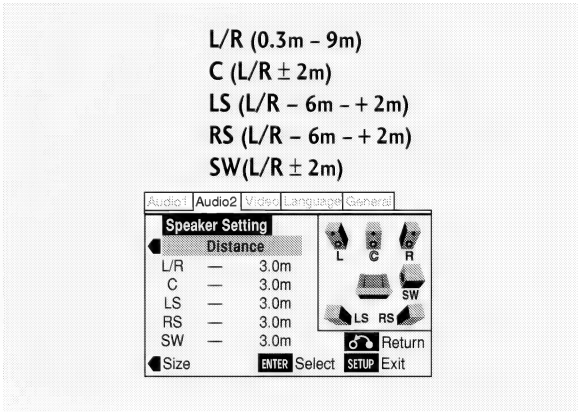 L/R (0.3m – 9m)
C (L/R ± 2m)
LS (L/R – 6m – + 2m)
RS (L/R – 6m – + 2m)
SW(L/R ± 2m)
Audio1 Audio2 Video Language General
Speaker Setting
Distance
L/R — 3.0m
C — 3.0m
LS — 3.0m
RS — 3.0m
SW — 3.0m
Size
L C R
SW
LS RS
Return
ENTER Select SETUP Exit